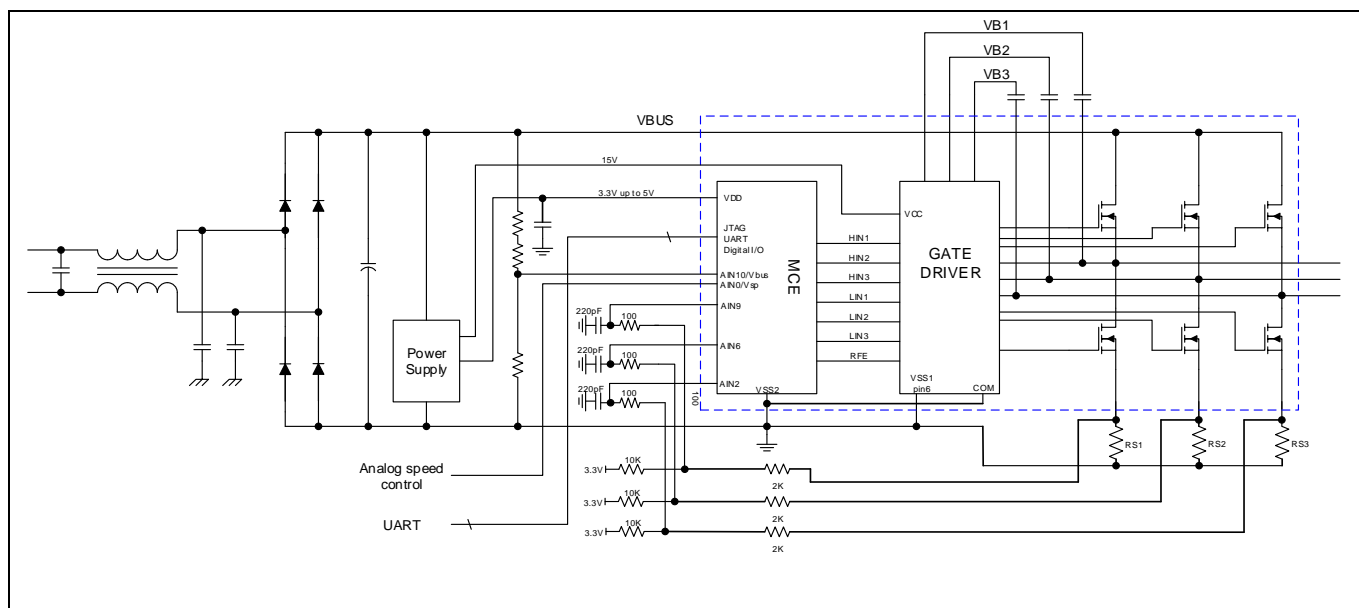 VB1
VB2
VB3
VBUS
15V
3.3V up to 5V
VDD
VCC
JTAG
UART
Digital I/O
HIN1
GATE
DRIVER
MCE
HIN2
AIN10/Vbus
AIN0/Vsp
HIN3
AIN9
LIN1
220pF
100
LIN2
Power
Supply
AIN6
LIN3
220pF
100
RFE
AIN2
VSS2
VSS1
pin6
COM
220pF
100
100
RS1
RS2
RS3
Analog speed
control
3.3V
10K
2K
3.3V
10K
2K
UART
3.3V
10K
2K